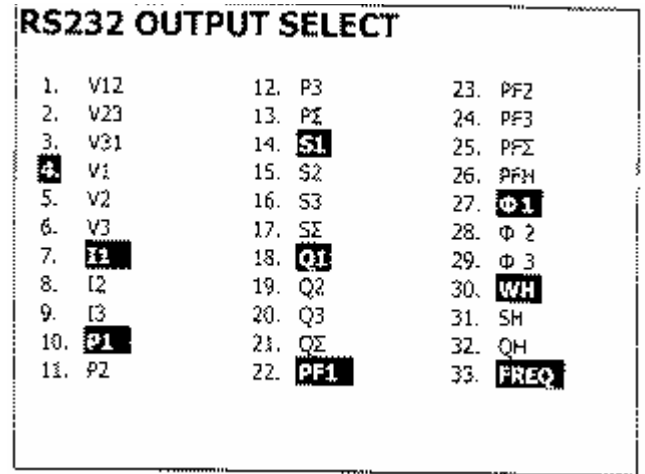 RS232 OUTPUT SELECT
1. V12
2. V23
3. V31
4. V1
5. V2
6. V3
7. I1
8. I2
9. I3
10. P1
11. P2
12. P3
13. PΣ
14. S1
15. S2
16. S3
17. SΣ
18. Q1
19. Q2
20. Q3
21. QΣ
22. PF1
23. PF2
24. PF3
25. PFΣ
26. PFH
27. Φ1
28. Φ 2
29. Φ 3
30. WH
31. SH
32. QH
33. FREQ